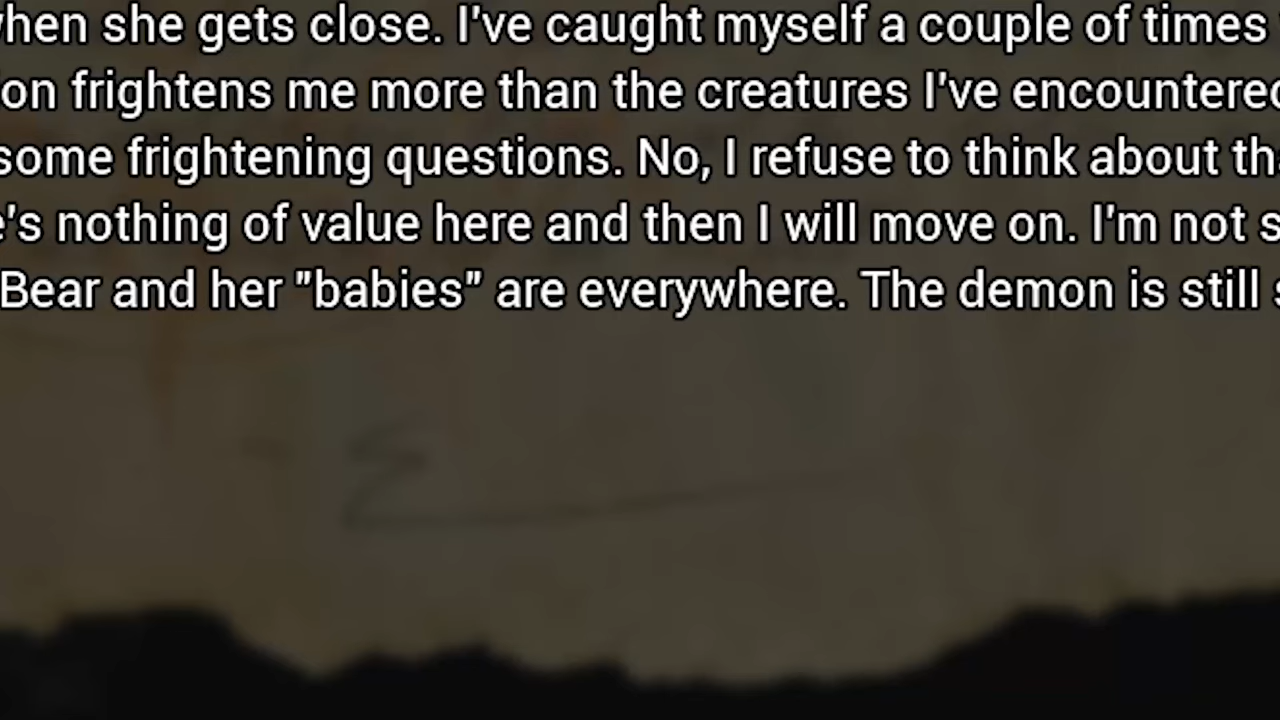 when she gets close. I've caught myself a couple of times
on frightens me more than the creatures I've encountered
some frightening questions. No, I refuse to think about
's nothing of value here and then I will move on. I'm not
Bear and her "babies" are everywhere. The demon is still